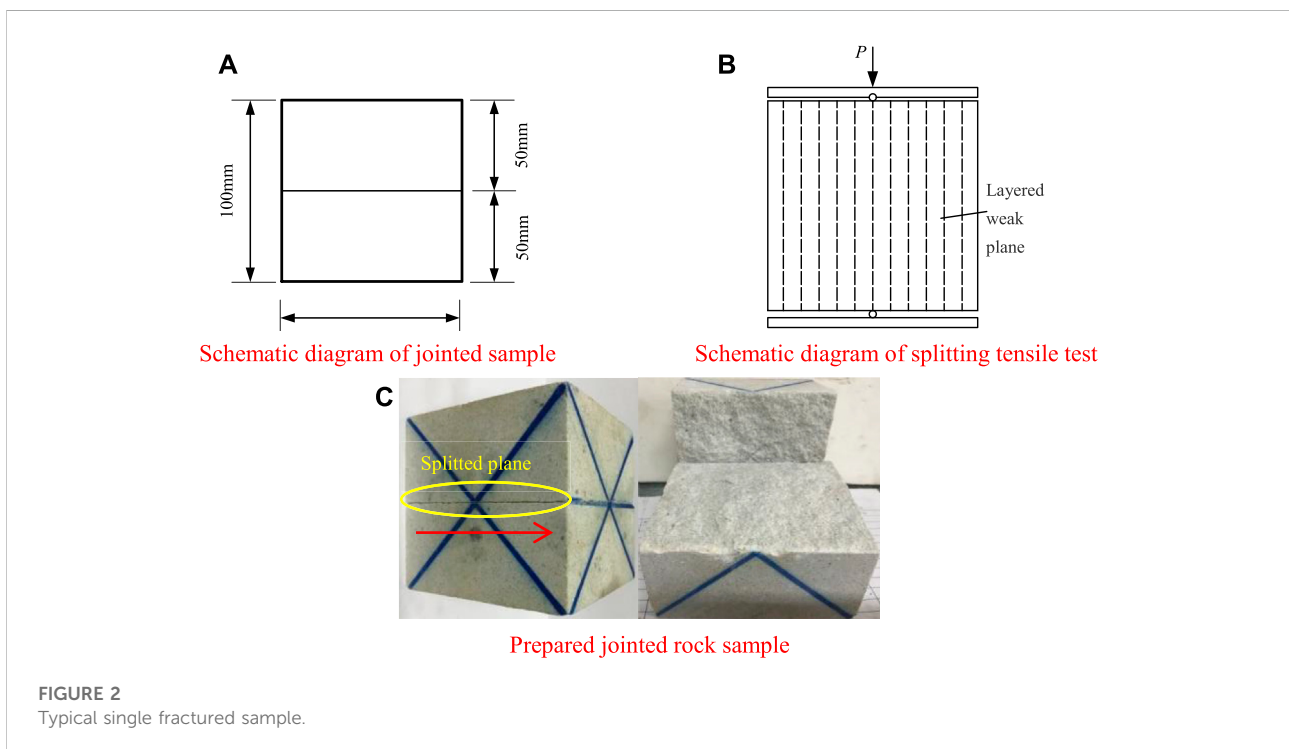 A
100mm
50mm
50mm
Schematic diagram of jointed sample
B
P
Layered
weak
plane
Schematic diagram of splitting tensile test
C
Splitted plane
Prepared jointed rock sample
FIGURE 2
Typical single fractured sample.